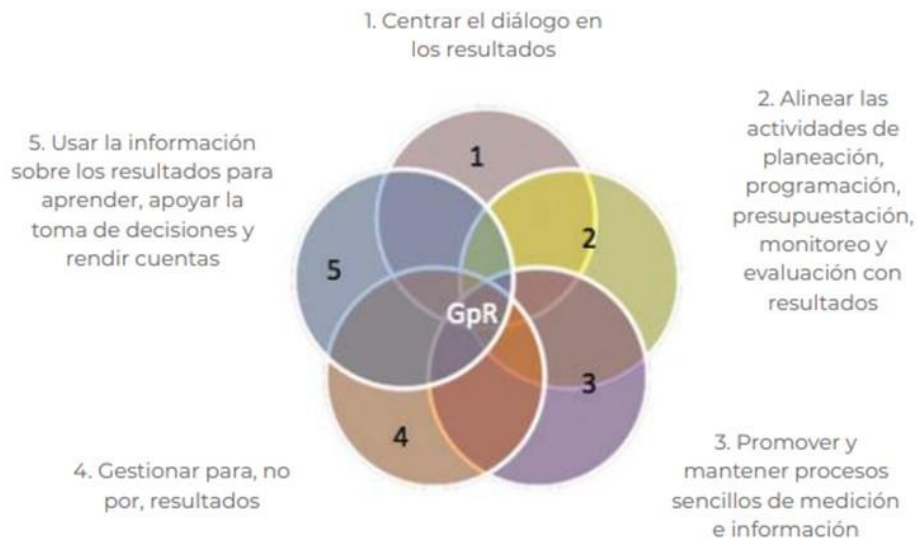 1. Centrar el diálogo en
los resultados
2. Alinear las
actividades de
planeación,
programación,
presupuestación,
monitoreo y
evaluación con
resultados
3. Promover y
mantener procesos
sencillos de medición
e información
4. Gestionar para, no
por, resultados
5. Usar la información
sobre los resultados para
aprender, apoyar la
toma de decisiones y
rendir cuentas
1
2
3
4
5
GpR